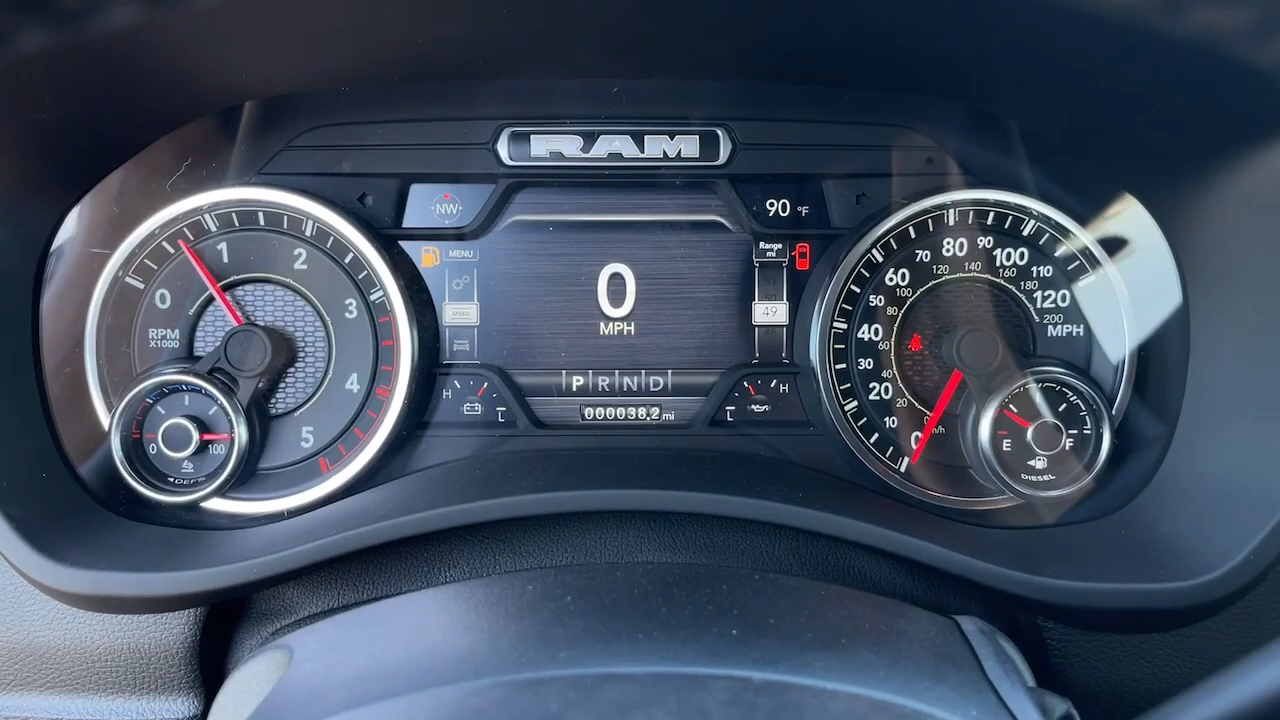 RAM
NW
90 °F
MENU
Range
mi
SPEED
49
0
MPH
PRND
000038.2 mi
H
L
H
L
0
1
2
3
4
5
RPM
X1000
0
100
DEF%
0
10
20
30
40
50
60
70
80
90
100
110
120
MPH
20
60
80
100
120
140
160
180
200
km/h
E
F
DIESEL